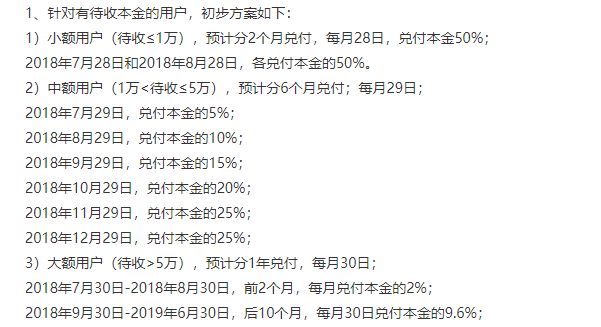 1、针对有待收本金的用户，初步方案如下：
1）小额用户（待收≤1万），预计分2个月兑付，每月28日，兑付本金50%；
2018年7月28日和2018年8月28日，各兑付本金的50%。
2）中额用户（1万<待收≤5万），预计分6个月兑付；每月29日；
2018年7月29日，兑付本金的5%；
2018年8月29日，兑付本金的10%；
2018年9月29日，兑付本金的15%；
2018年10月29日，兑付本金的20%；
2018年11月29日，兑付本金的25%；
2018年12月29日，兑付本金的25%；
3）大额用户（待收>5万），预计分1年兑付，每月30日；
2018年7月30日-2018年8月30日，前2个月，每月兑付本金的2%；
2018年9月30日-2019年6月30日，后10个月，每月30日兑付本金的9.6%；